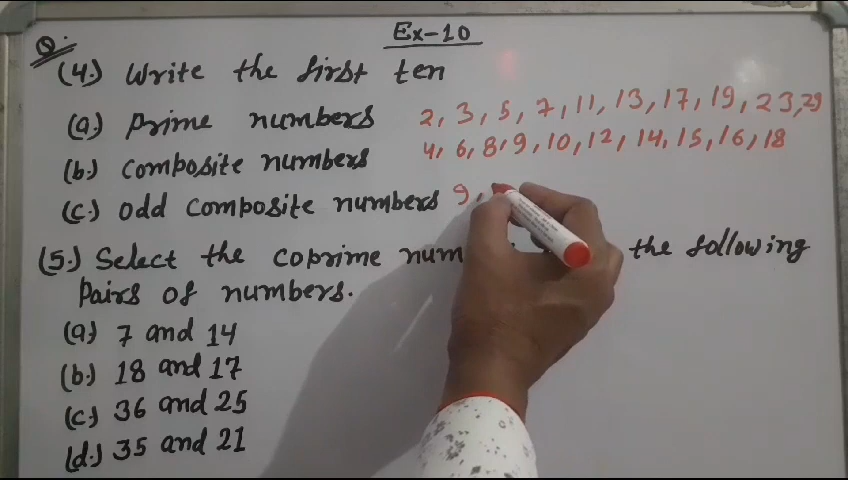 Ex-10
Q.
(4.) Write the first ten
(a.) Prime numbers 2, 3, 5, 7, 11, 13, 17, 19, 23, 29
(b.) Composite numbers 4, 6, 8, 9, 10, 12, 14, 15, 16, 18
(c.) odd composite numbers 9,
(5.) Select the coprime num the following
Pairs of numbers.
(a.) 7 and 14
(b.) 18 and 17
(c.) 36 and 25
(d.) 35 and 21